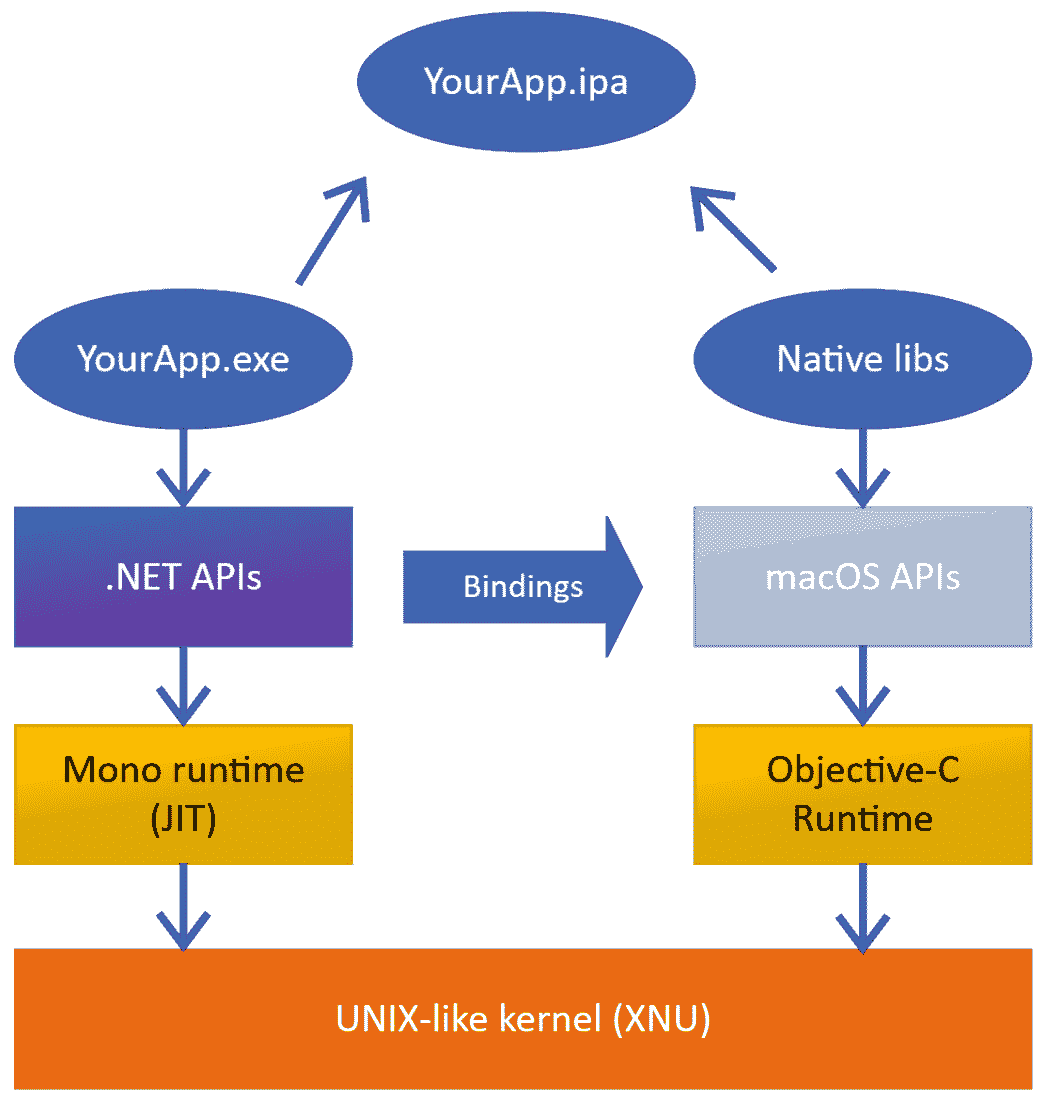 YourApp.ipa
YourApp.exe
Native libs
.NET APIs
Bindings
macOS APIs
Mono runtime
(JIT)
Objective-C
Runtime
UNIX-like kernel (XNU)